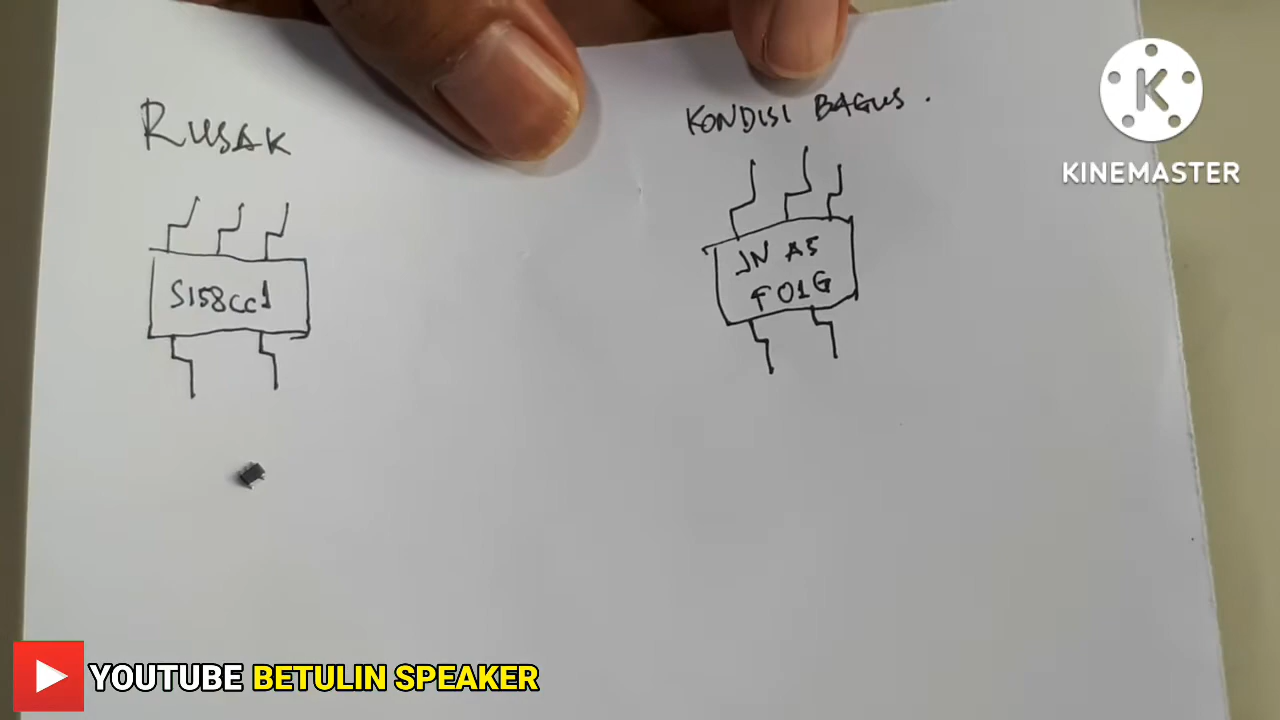 RUSAK
S158CC1
KONDISI BAGUS .
JN A5
F01G
K
KINEMASTER
YOUTUBE BETULIN SPEAKER